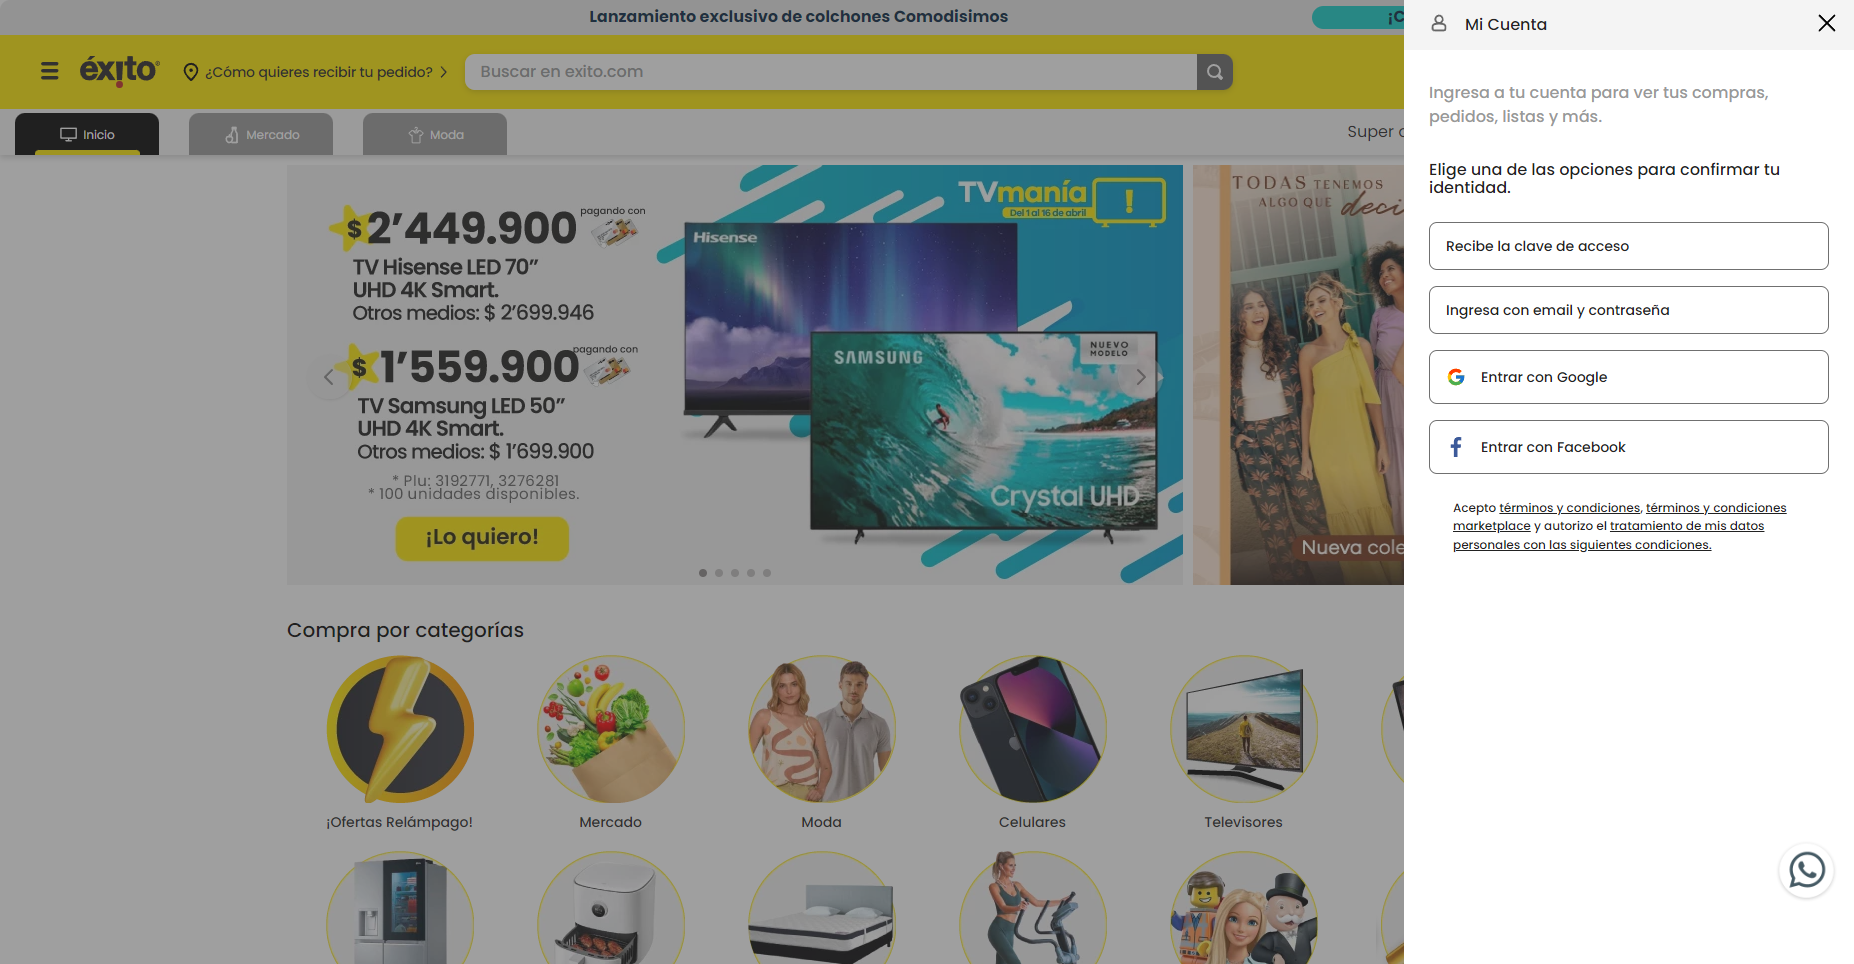 Lanzamiento exclusivo de colchones Comodisimos
éxito
¿Cómo quieres recibir tu pedido?
Buscar en exito.com
Inicio
Mercado
Moda
Super
$2’449.900
pagando con
TV Hisense LED 70”
UHD 4K Smart.
Otros medios: $ 2’699.946
$1’559.900
pagando con
TV Samsung LED 50”
UHD 4K Smart.
Otros medios: $ 1’699.900
* Plu: 3192771, 3276281
* 100 unidades disponibles.
¡Lo quiero!
TVmanía
Del 1 al 16 de abril
Hisense
SAMSUNG
NUEVO
MODELO
Crystal UHD
TODAS TENEMOS
ALGO QUE
Nueva
Compra por categorías
¡Ofertas Relámpago!
Mercado
Moda
Celulares
Televisores
Mi Cuenta
Ingresa a tu cuenta para ver tus compras,
pedidos, listas y más.
Elige una de las opciones para confirmar tu
identidad.
Recibe la clave de acceso
Ingresa con email y contraseña
Entrar con Google
Entrar con Facebook
Acepto términos y condiciones, términos y condiciones
marketplace y autorizo el tratamiento de mis datos
personales con las siguientes condiciones.